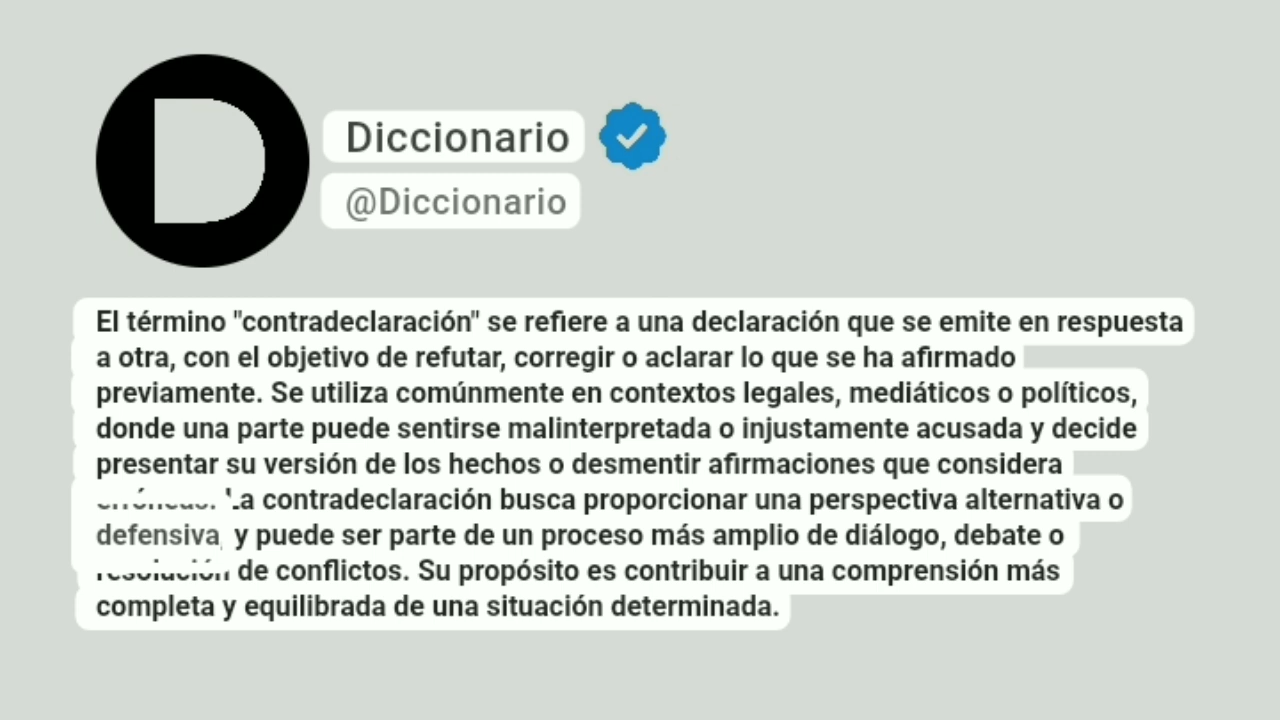 Diccionario
@Diccionario
El término "contradeclaración" se refiere a una declaración que se emite en respuesta
a otra, con el objetivo de refutar, corregir o aclarar lo que se ha afirmado
previamente. Se utiliza comúnmente en contextos legales, mediáticos o políticos,
donde una parte puede sentirse malinterpretada o injustamente acusada y decide
presentar su versión de los hechos o desmentir afirmaciones que considera
erróneas. La contradeclaración busca proporcionar una perspectiva alternativa o
defensiva, y puede ser parte de un proceso más amplio de diálogo, debate o
resolución de conflictos. Su propósito es contribuir a una comprensión más
completa y equilibrada de una situación determinada.